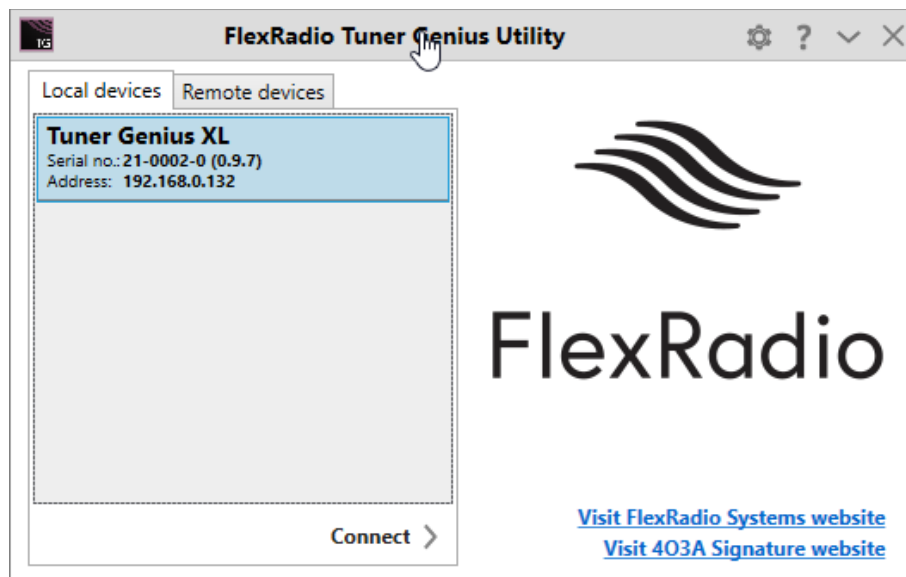 TG
FlexRadio Tuner Genius Utility
?
Local devices
Remote devices
Tuner Genius XL
Serial no.: 21-0002-0 (0.9.7)
Address: 192.168.0.132
Connect
FlexRadio
Visit FlexRadio Systems website
Visit 4O3A Signature website